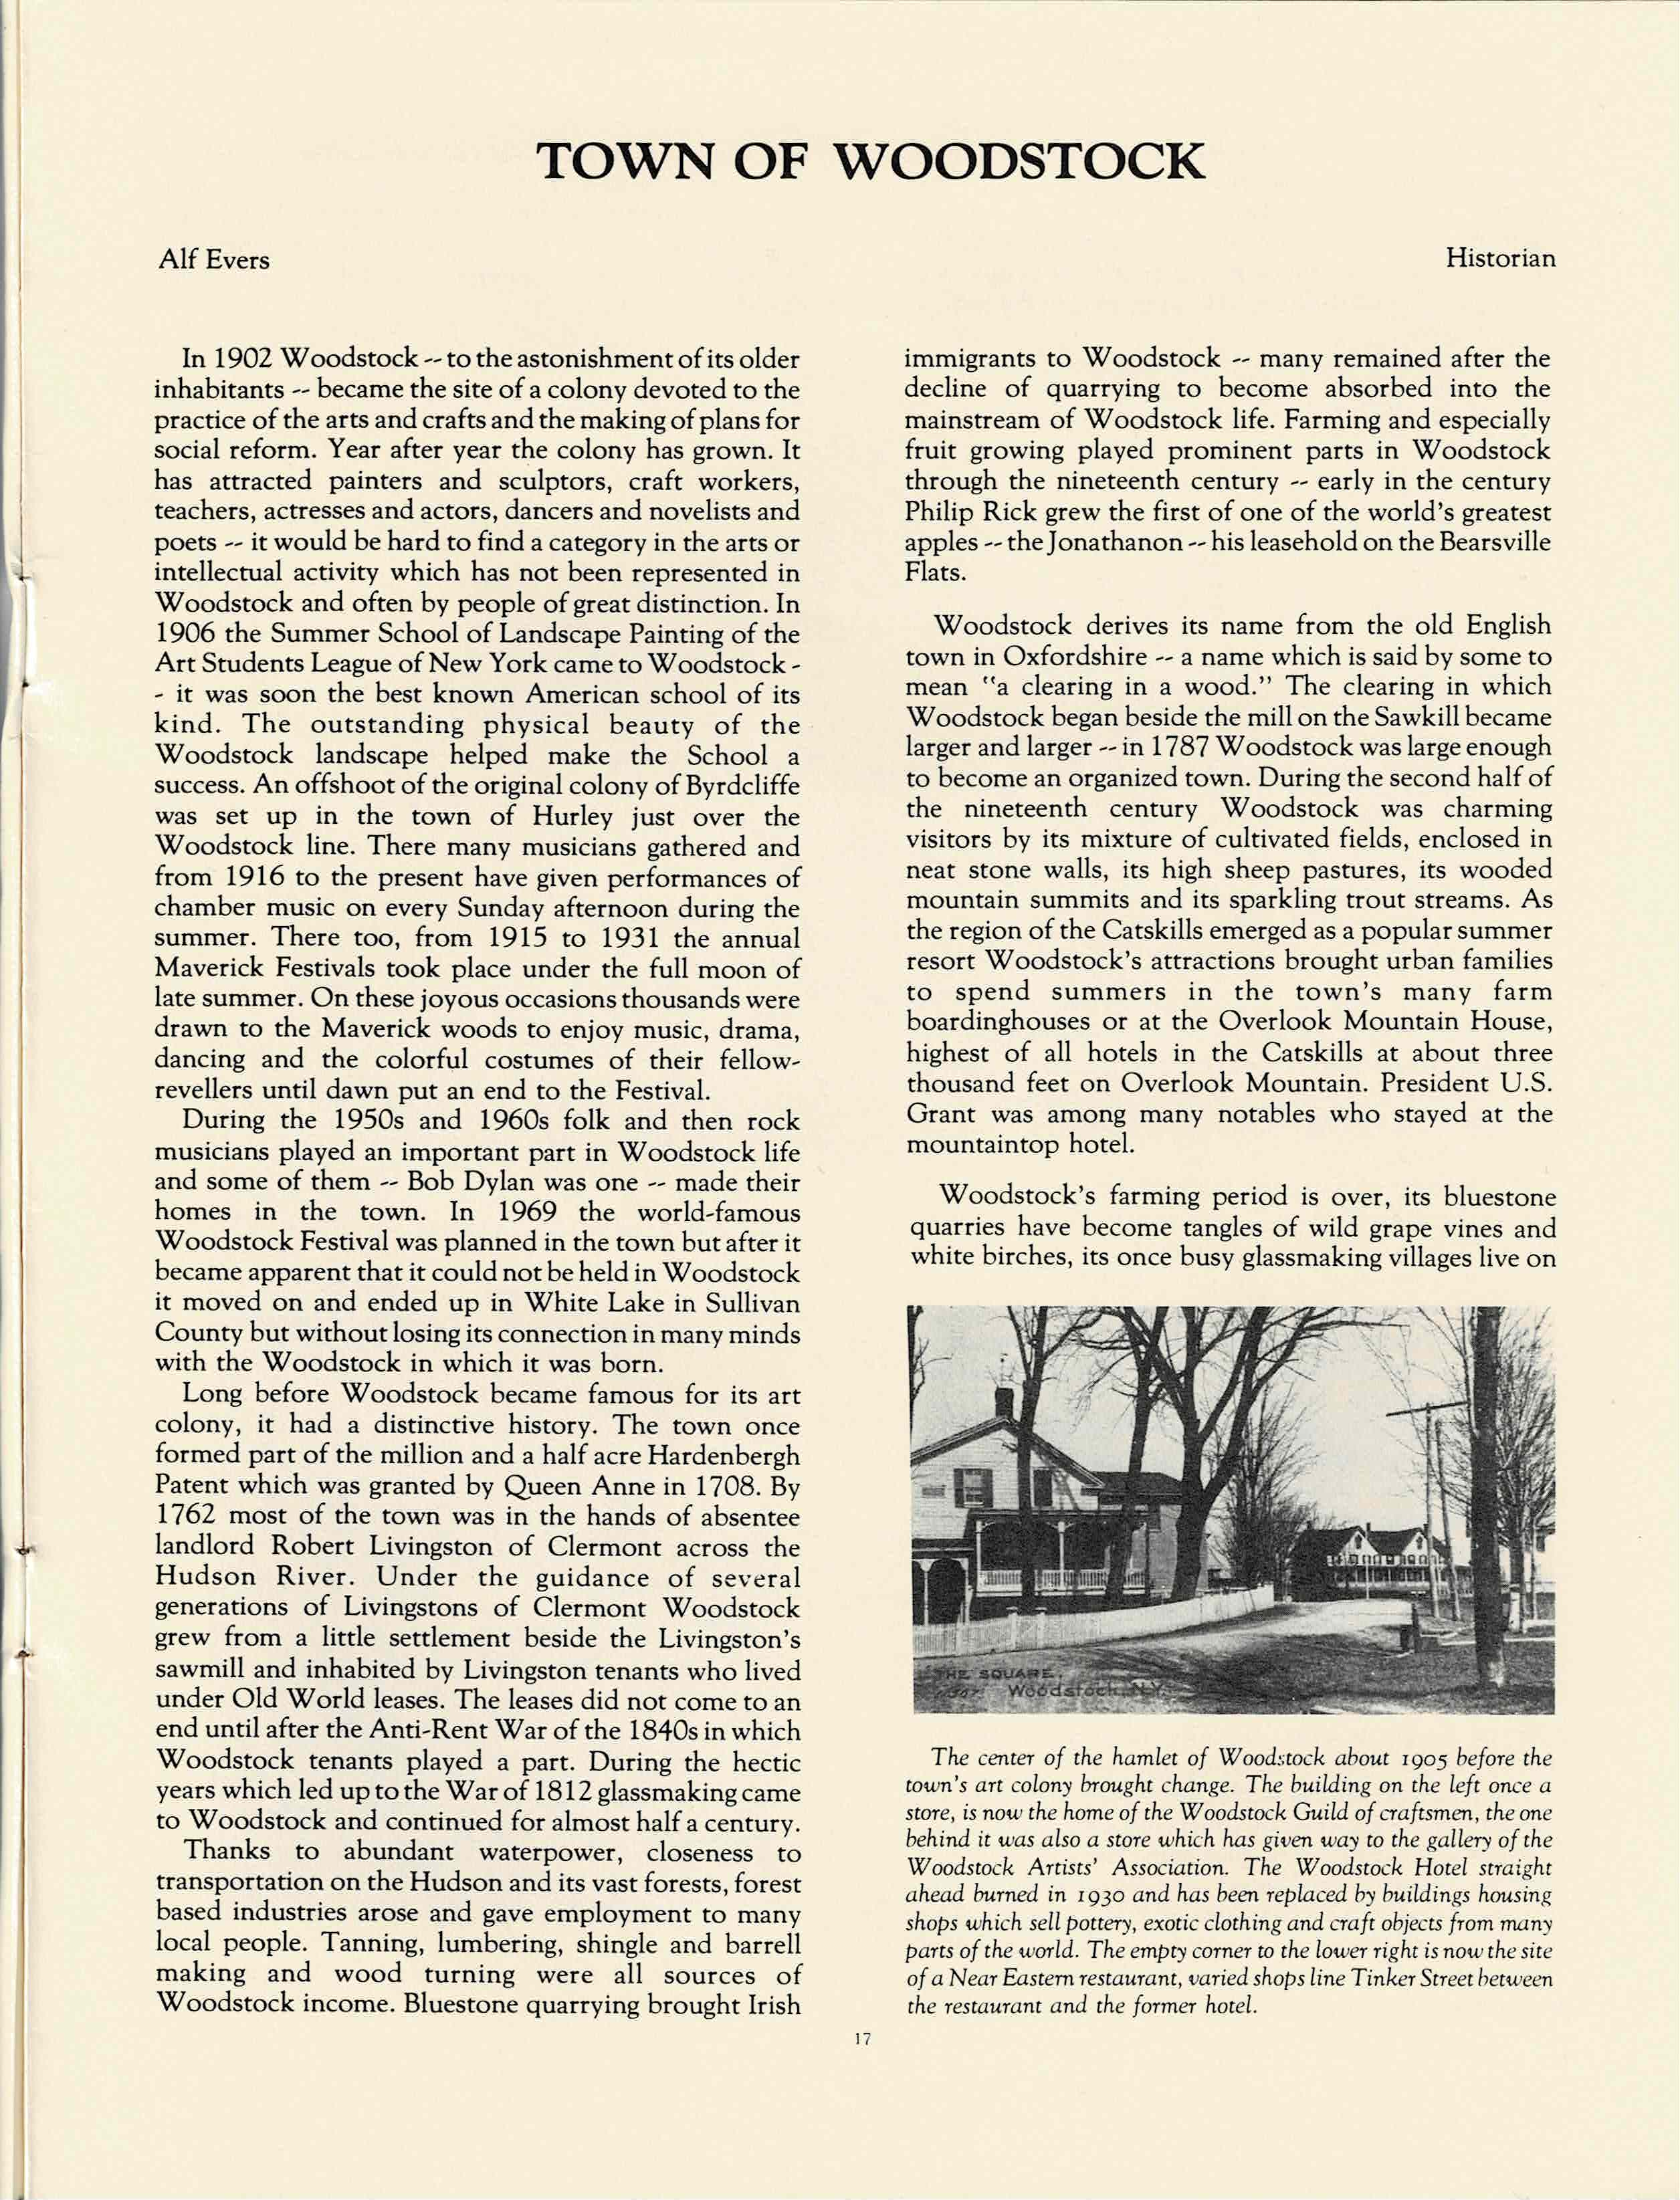 TOWN OF WOODSTOCK
Alf Evers
Historian
In 1902 Woodstock -- to the astonishment of its older
inhabitants -- became the site of a colony devoted to the
practice of the arts and crafts and the making of plans for
social reform. Year after year the colony has grown. It
has attracted painters and sculptors, craft workers,
teachers, actresses and actors, dancers and novelists and
poets -- it would be hard to find a category in the arts or
intellectual activity which has not been represented in
Woodstock and often by people of great distinction. In
1906 the Summer School of Landscape Painting of the
Art Students League of New York came to Woodstock -
- it was soon the best known American school of its
kind. The outstanding physical beauty of the
Woodstock landscape helped make the School a
success. An offshoot of the original colony of Byrdcliffe
was set up in the town of Hurley just over the
Woodstock line. There many musicians gathered and
from 1916 to the present have given performances of
chamber music on every Sunday afternoon during the
summer. There too, from 1915 to 1931 the annual
Maverick Festivals took place under the full moon of
late summer. On these joyous occasions thousands were
drawn to the Maverick woods to enjoy music, drama,
dancing and the colorful costumes of their fellow-
revellers until dawn put an end to the Festival.
During the 1950s and 1960s folk and then rock
musicians played an important part in Woodstock life
and some of them -- Bob Dylan was one -- made their
homes in the town. In 1969 the world-famous
Woodstock Festival was planned in the town but after it
became apparent that it could not be held in Woodstock
it moved on and ended up in White Lake in Sullivan
County but without losing its connection in many minds
with the Woodstock in which it was born.
Long before Woodstock became famous for its art
colony, it had a distinctive history. The town once
formed part of the million and a half acre Hardenbergh
Patent which was granted by Queen Anne in 1708. By
1762 most of the town was in the hands of absentee
landlord Robert Livingston of Clermont across the
Hudson River. Under the guidance of several
generations of Livingstons of Clermont Woodstock
grew from a little settlement beside the Livingston's
sawmill and inhabited by Livingston tenants who lived
under Old World leases. The leases did not come to an
end until after the Anti-Rent War of the 1840s in which
Woodstock tenants played a part. During the hectic
years which led up to the War of 1812 glassmaking came
to Woodstock and continued for almost half a century.
Thanks to abundant waterpower, closeness to
transportation on the Hudson and its vast forests, forest
based industries arose and gave employment to many
local people. Tanning, lumbering, shingle and barrell
making and wood turning were all sources of
Woodstock income. Bluestone quarrying brought Irish
immigrants to Woodstock -- many remained after the
decline of quarrying to become absorbed into the
mainstream of Woodstock life. Farming and especially
fruit growing played prominent parts in Woodstock
through the nineteenth century -- early in the century
Philip Rick grew the first of one of the world's greatest
apples -- the Jonathanon -- his leasehold on the Bearsville
Flats.
Woodstock derives its name from the old English
town in Oxfordshire -- a name which is said by some to
mean "a clearing in a wood." The clearing in which
Woodstock began beside the mill on the Sawkill became
larger and larger -- in 1787 Woodstock was large enough
to become an organized town. During the second half of
the nineteenth century Woodstock was charming
visitors by its mixture of cultivated fields, enclosed in
neat stone walls, its high sheep pastures, its wooded
mountain summits and its sparkling trout streams. As
the region of the Catskills emerged as a popular summer
resort Woodstock's attractions brought urban families
to spend summers in the town's many farm
boardinghouses or at the Overlook Mountain House,
highest of all hotels in the Catskills at about three
thousand feet on Overlook Mountain. President U.S.
Grant was among many notables who stayed at the
mountaintop hotel.
Woodstock's farming period is over, its bluestone
quarries have become tangles of wild grape vines and
white birches, its once busy glassmaking villages live on
THE SQUARE.
Woodstock, N.Y.
The center of the hamlet of Woodstock about 1905 before the
town's art colony brought change. The building on the left once a
store, is now the home of the Woodstock Guild of craftsmen, the one
behind it was also a store which has given way to the gallery of the
Woodstock Artists' Association. The Woodstock Hotel straight
ahead burned in 1930 and has been replaced by buildings housing
shops which sell pottery, exotic clothing and craft objects from many
parts of the world. The empty corner to the lower right is now the site
of a Near Eastern restaurant, varied shops line Tinker Street between
the restaurant and the former hotel.
17